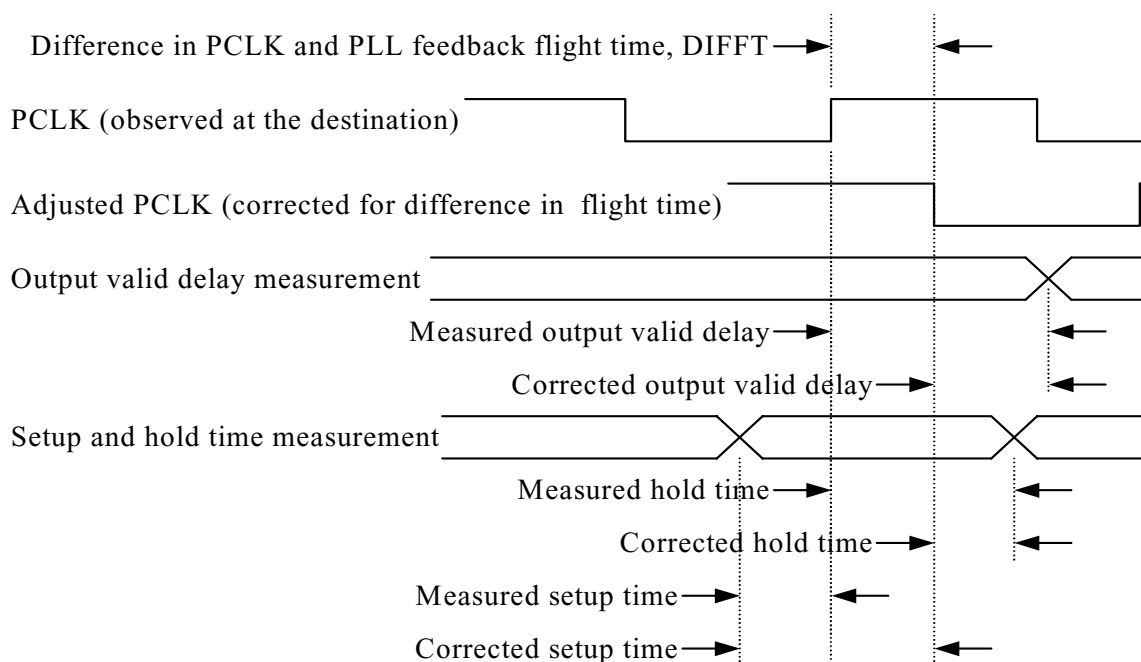 Difference in PCLK and PLL feedback flight time, DIFFT
PCLK (observed at the destination)
Adjusted PCLK (corrected for difference in flight time)
Output valid delay measurement
Measured output valid delay
Corrected output valid delay
Setup and hold time measurement
Measured hold time
Corrected hold time
Measured setup time
Corrected setup time